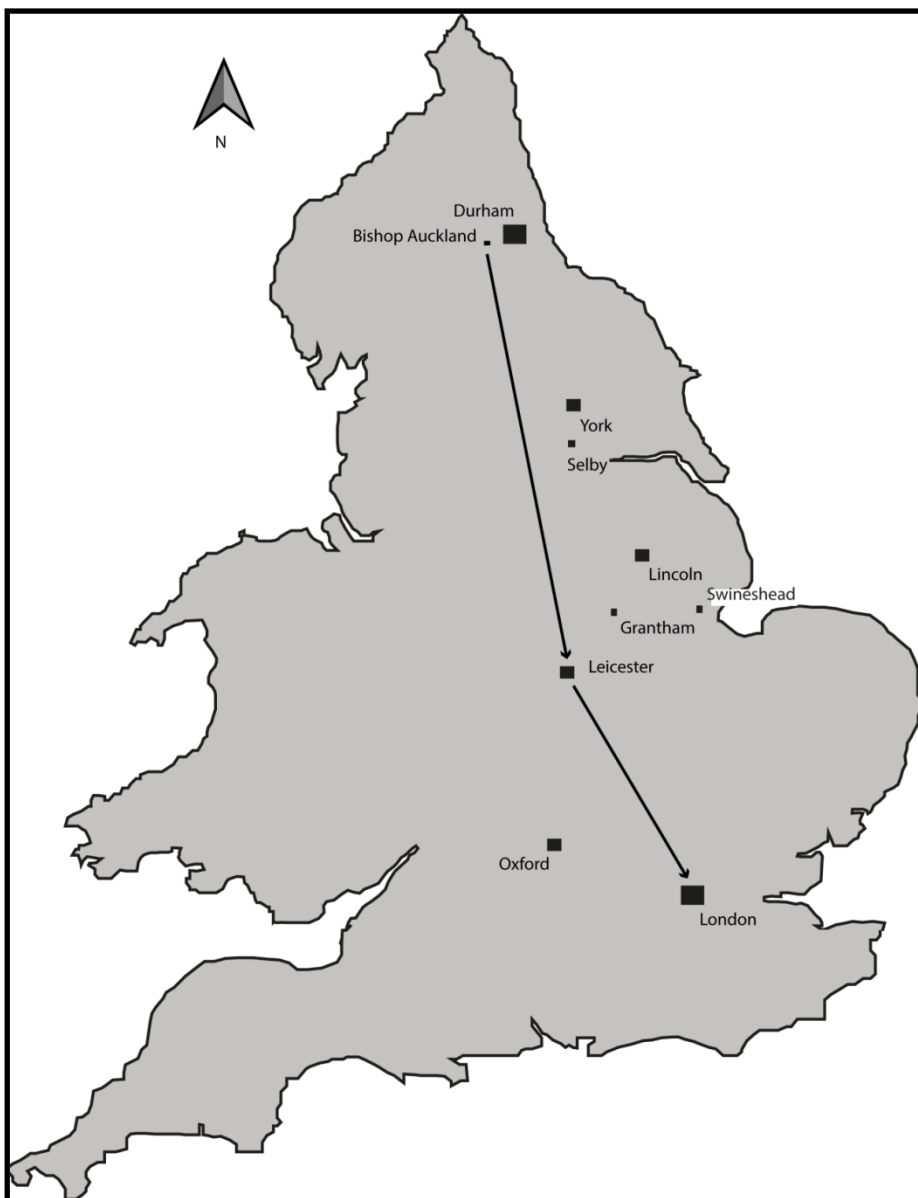 N
Durham
Bishop Auckland
York
Selby
Lincoln
Swineshead
Grantham
Leicester
Oxford
London